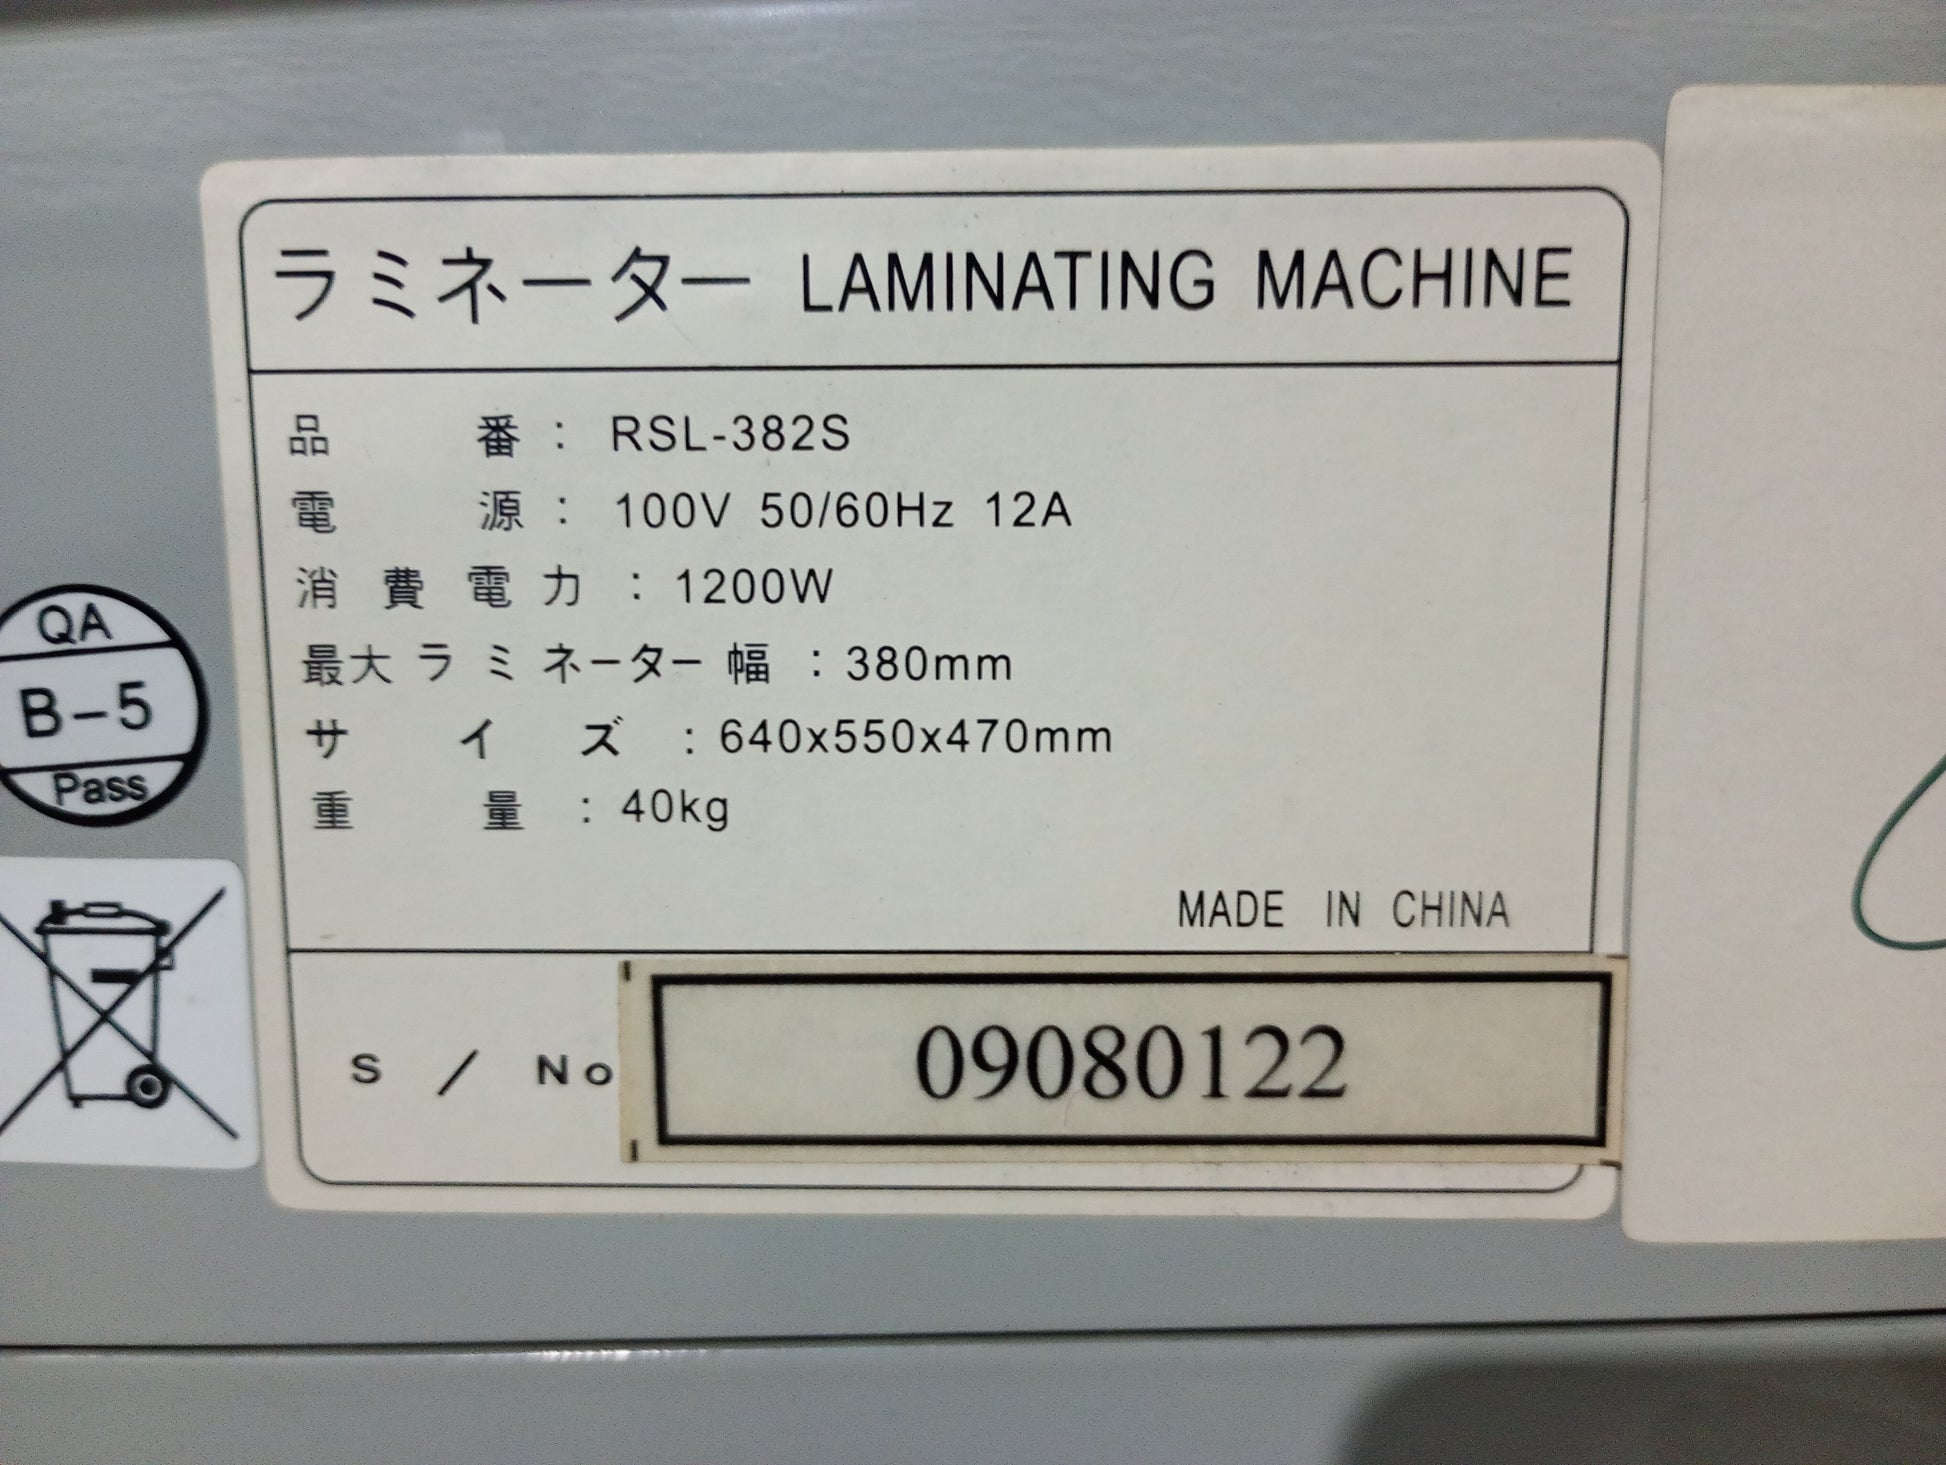 ラミネーター LAMINATING MACHINE
品番: RSL-382S
電源: 100V 50/60Hz 12A
消費電力: 1200W
最大ラミネーター幅: 380mm
サイズ: 640x550x470mm
重量: 40kg
MADE IN CHINA
S/No 09080122
QA
B-5
Pass